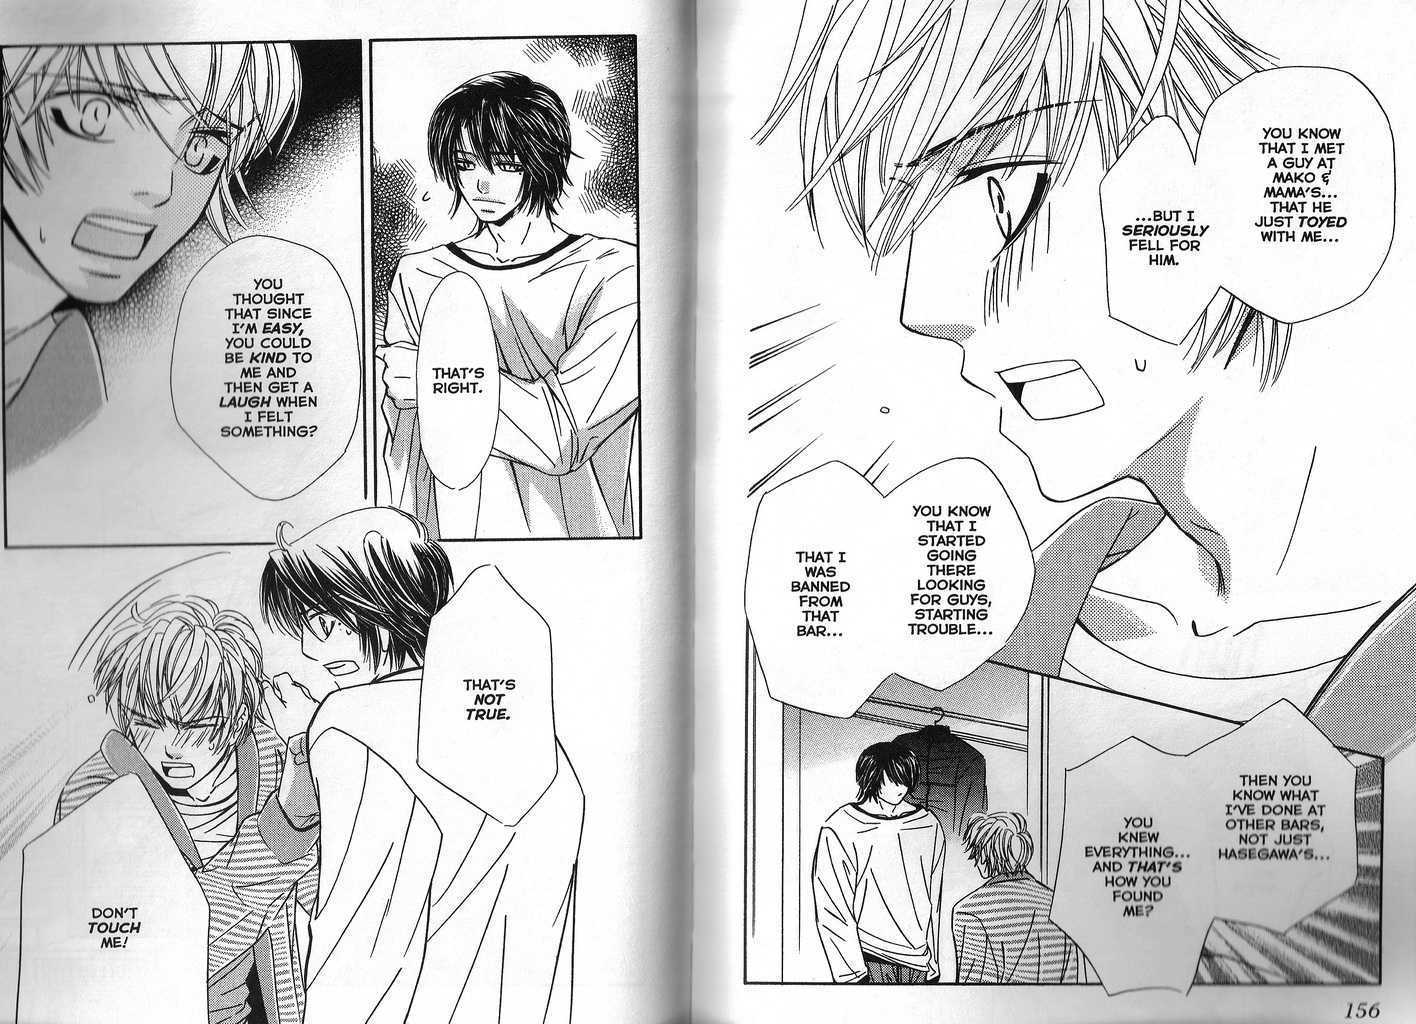 YOU KNOW
THAT I MET
A GUY AT
MAKO &
MAMA'S...
THAT HE
JUST TOYED
WITH ME...
...BUT I
SERIOUSLY
FELL FOR
HIM.
YOU KNOW
THAT I
STARTED
GOING
THERE
LOOKING
FOR GUYS,
STARTING
TROUBLE...
THAT I
WAS
BANNED
FROM
THAT
BAR...
THEN YOU
KNOW WHAT
I'VE DONE AT
OTHER BARS,
NOT JUST
HASEGAWA'S...
YOU
KNEW
EVERYTHING...
AND THAT'S
HOW YOU
FOUND
ME?
156
THAT'S
RIGHT.
YOU
THOUGHT
THAT SINCE
I'M EASY,
YOU COULD
BE KIND TO
ME AND
THEN GET A
LAUGH WHEN
I FELT
SOMETHING?
THAT'S
NOT
TRUE.
DON'T
TOUCH
ME!